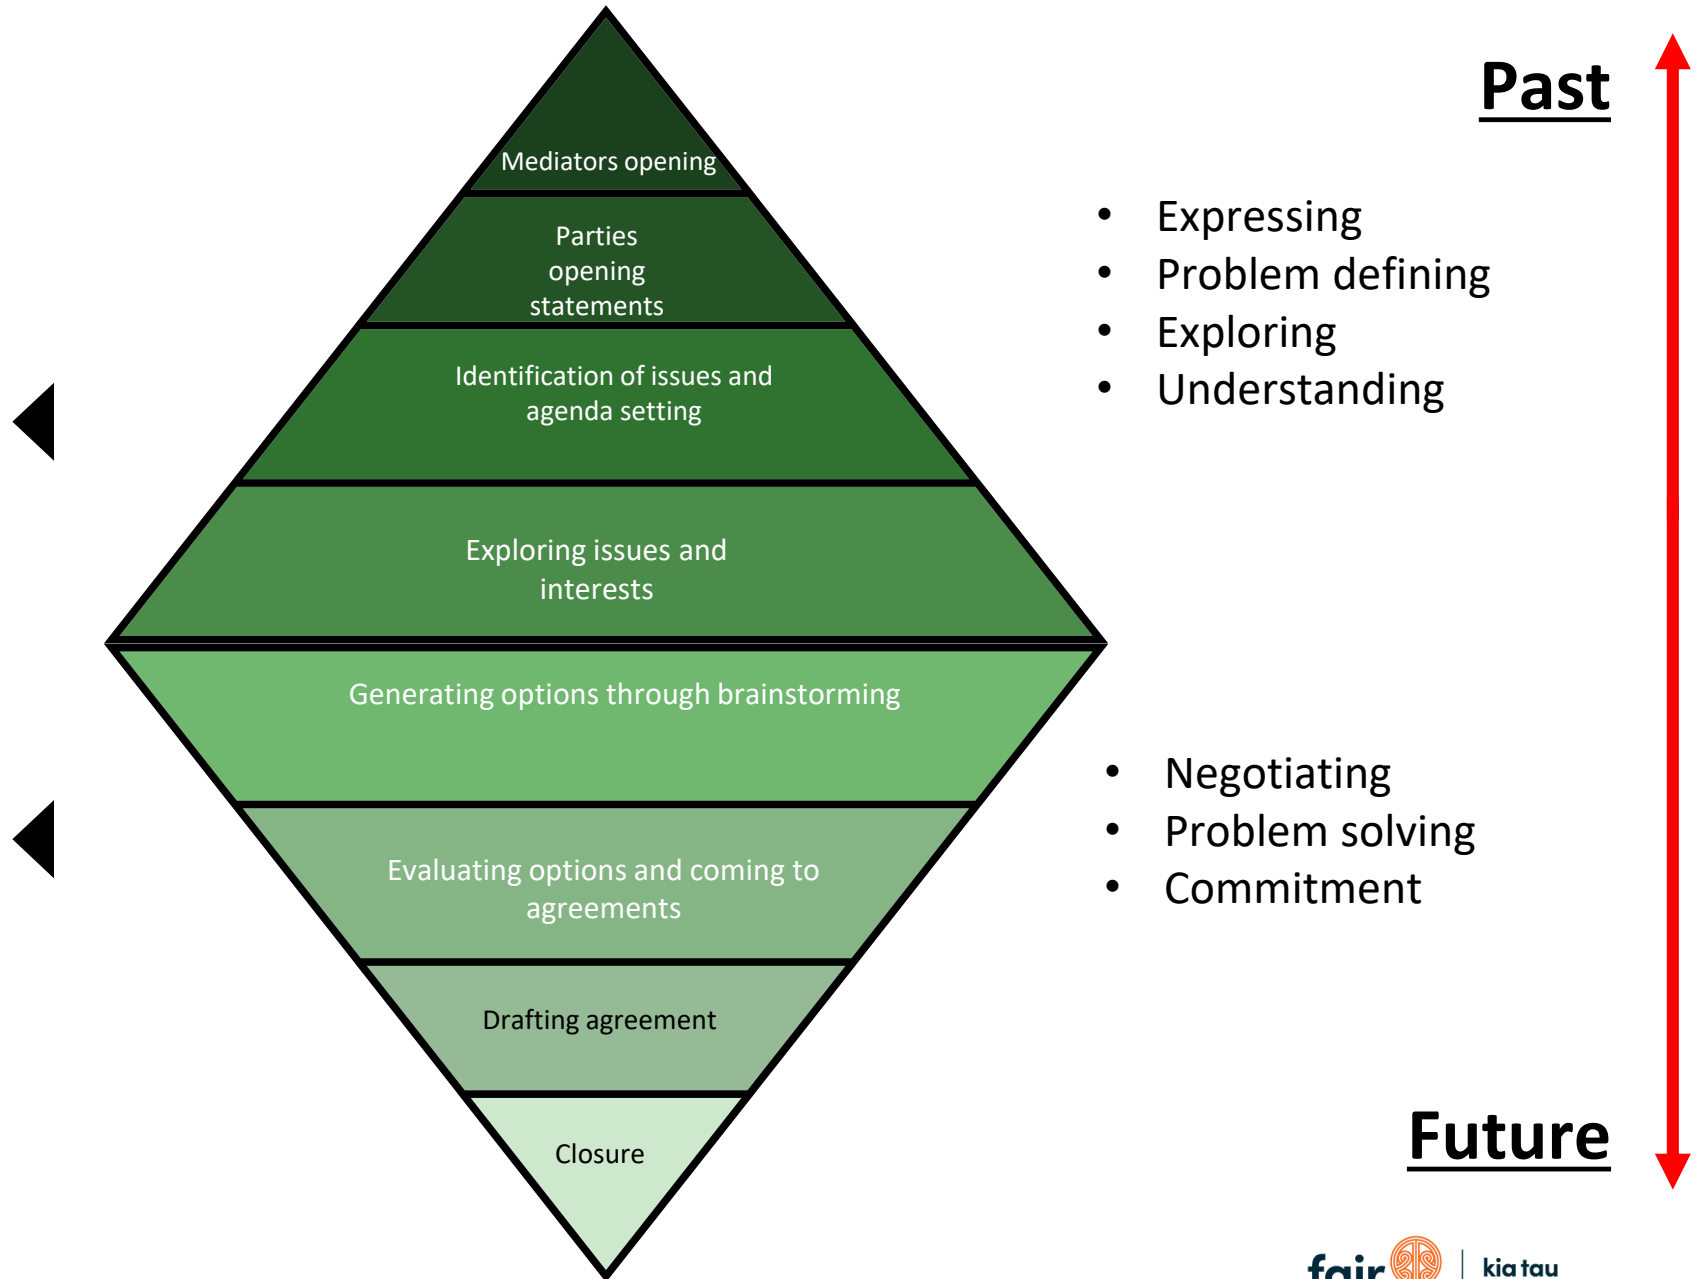 Past
Mediators opening
Parties
opening
statements
Identification of issues and
agenda setting
Exploring issues and
interests
• Expressing
• Problem defining
• Exploring
• Understanding
Generating options through brainstorming
Evaluating options and coming to
agreements
Drafting agreement
Closure
• Negotiating
• Problem solving
• Commitment
Future
fair
kia tau